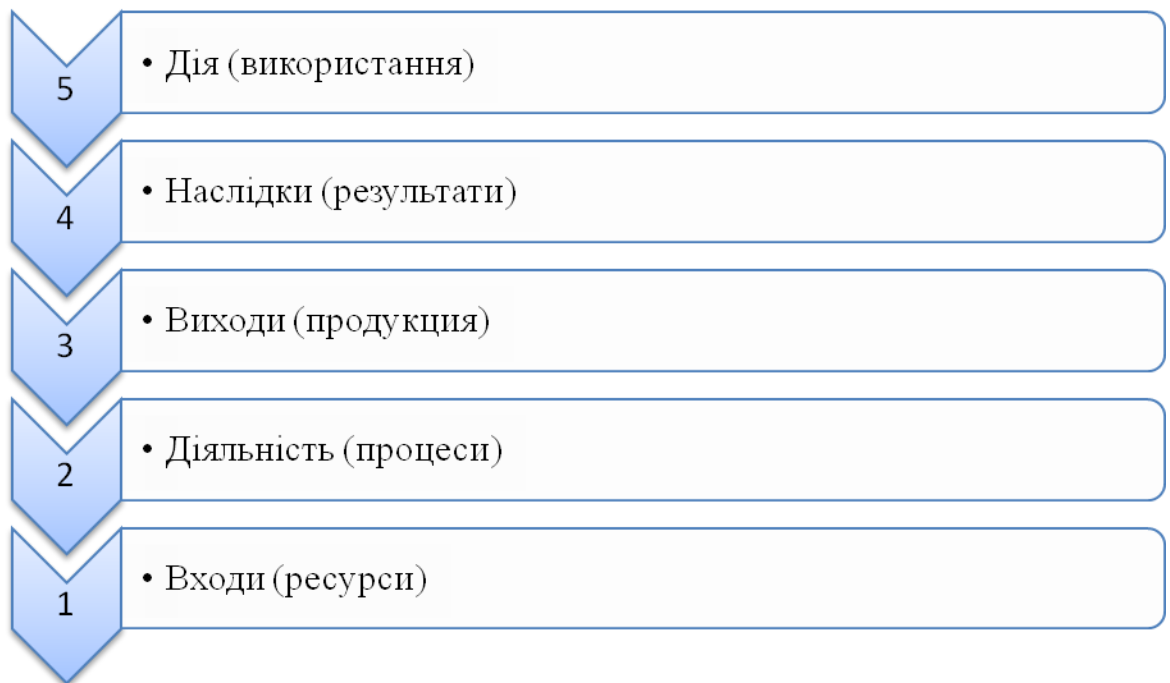 5
• Дія (використання)
4
• Наслідки (результати)
3
• Виходи (продукция)
2
• Діяльність (процеси)
1
• Входи (ресурси)